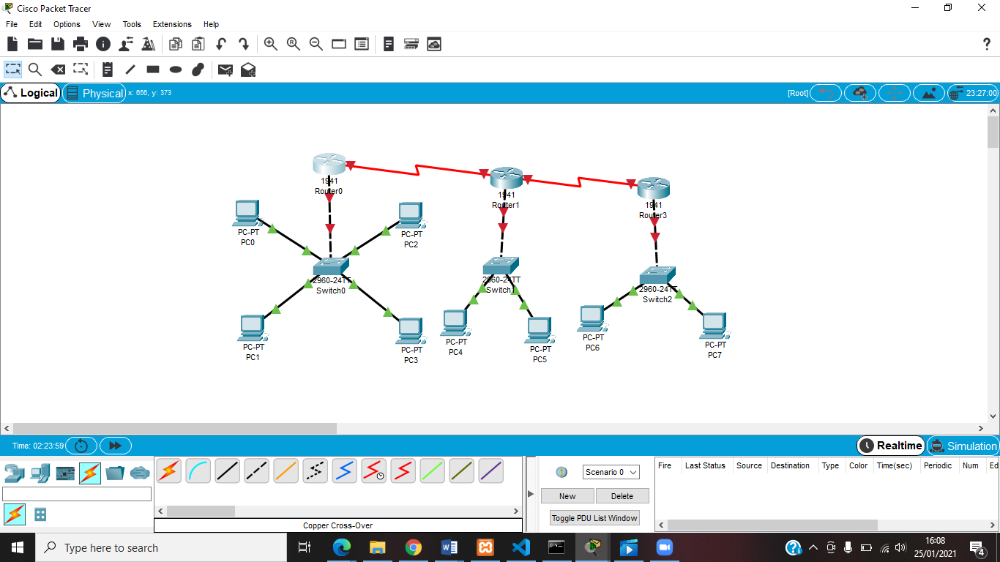 Cisco Packet Tracer
File Edit Options View Tools Extensions Help
Logical Physical x: 656, y: 373 [Root] 23:27:00
1941
Router0
1941
Router1
1941
Router3
PC-PT
PC0
PC-PT
PC2
2960-24TT
Switch0
2960-24TT
Switch1
2960-24TT
Switch2
PC-PT
PC1
PC-PT
PC3
PC-PT
PC4
PC-PT
PC5
PC-PT
PC6
PC-PT
PC7
Time: 02:23:59 Realtime Simulation
Scenario 0
New Delete
Toggle PDU List Window
Fire Last Status Source Destination Type Color Time(sec) Periodic Num Ed
Copper Cross-Over
Type here to search
16:08
25/01/2021
4